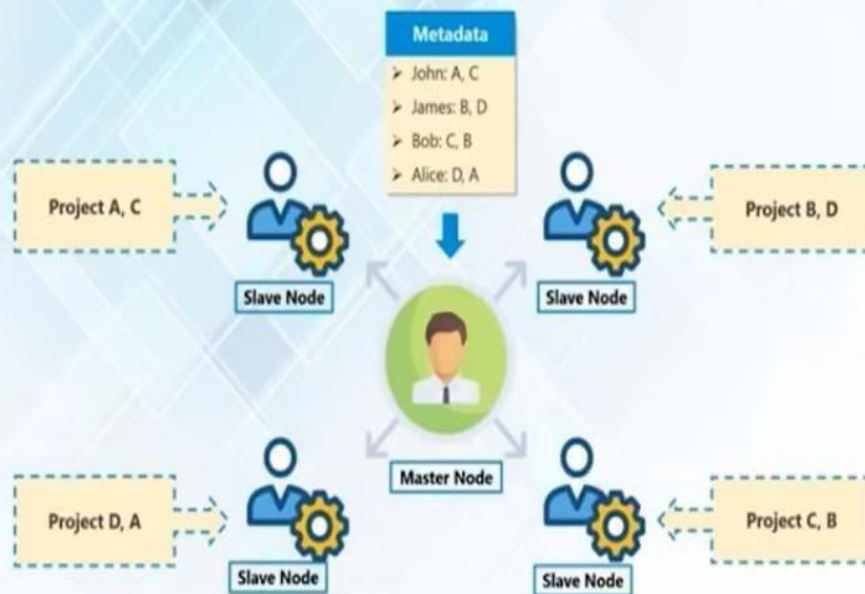 Metadata
➢ John: A, C
➢ James: B, D
➢ Bob: C, B
➢ Alice: D, A
Project A, C
Project B, D
Slave Node
Slave Node
Master Node
Project D, A
Project C, B
Slave Node
Slave Node